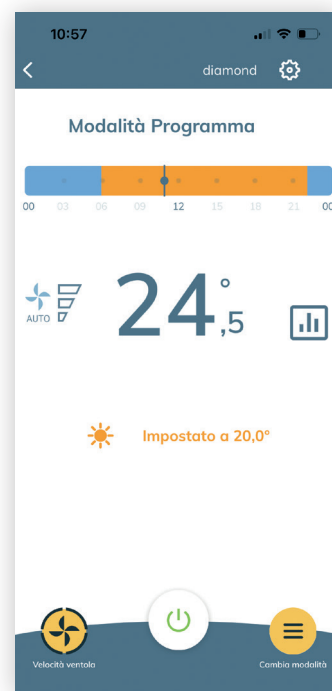 10:57
diamond
Modalità Programma
00 03 06 09 12 15 18 21 00
24,5°
AUTO
Impostato a 20,0°
Velocità ventola
Cambia modalità